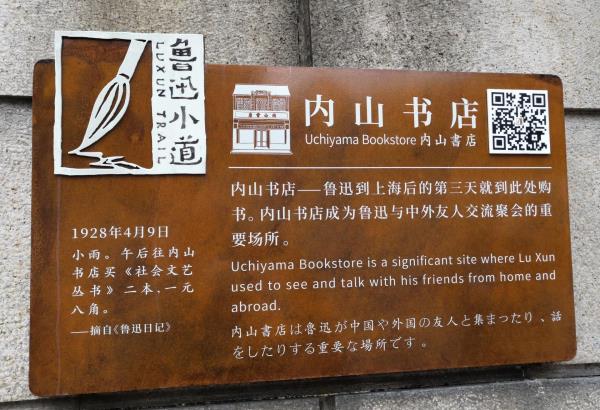 鲁迅小道
LUXUN TRAIL
1928年4月9日
小雨。午后往内山
书店买《社会文艺
丛书》二本，一元
八角。
——摘自《鲁迅日记》
内山书店
Uchiyama Bookstore 内山書店
内山书店——鲁迅到上海后的第三天就到此处购
书。内山书店成为鲁迅与中外友人交流聚会的重
要场所。
Uchiyama Bookstore is a significant site where Lu Xun
used to see and talk with his friends from home and
abroad.
内山書店は魯迅が中国や外国の友人と集まったり、話
をしたりする重要な場所です。